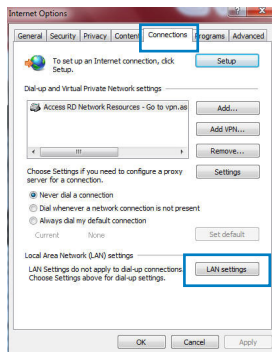 Internet Options
General Security Privacy Content Connections Programs Advanced
To set up an Internet connection, click
Setup.
Setup
Dial-up and Virtual Private Network settings
Access RD Network Resources - Go to vpn.as
Add...
Add VPN...
Remove...
Choose Settings if you need to configure a proxy
server for a connection.
Settings
Never dial a connection
Dial whenever a network connection is not present
Always dial my default connection
Current None
Set default
Local Area Network (LAN) settings
LAN Settings do not apply to dial-up connections.
Choose Settings above for dial-up settings.
LAN settings
OK Cancel Apply